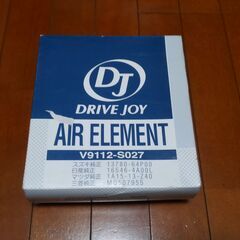 DJ
DRIVE JOY
AIR ELEMENT
V9112-S027
スズキ純正 13780-64P00
日産純正 16546-4A00L
マツダ純正 1A15-13-Z40
三菱純正 MQ507955